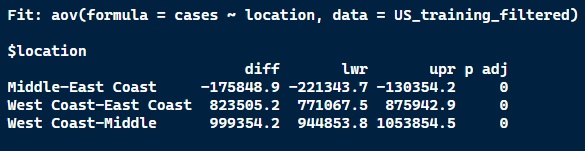 Fit: aov(formula = cases ~ location, data = US_training_filtered)
$location
diff lwr upr p adj
Middle-East Coast -175848.9 -221343.7 -130354.2 0
West Coast-East Coast 823505.2 771067.5 875942.9 0
West Coast-Middle 999354.2 944853.8 1053854.5 0